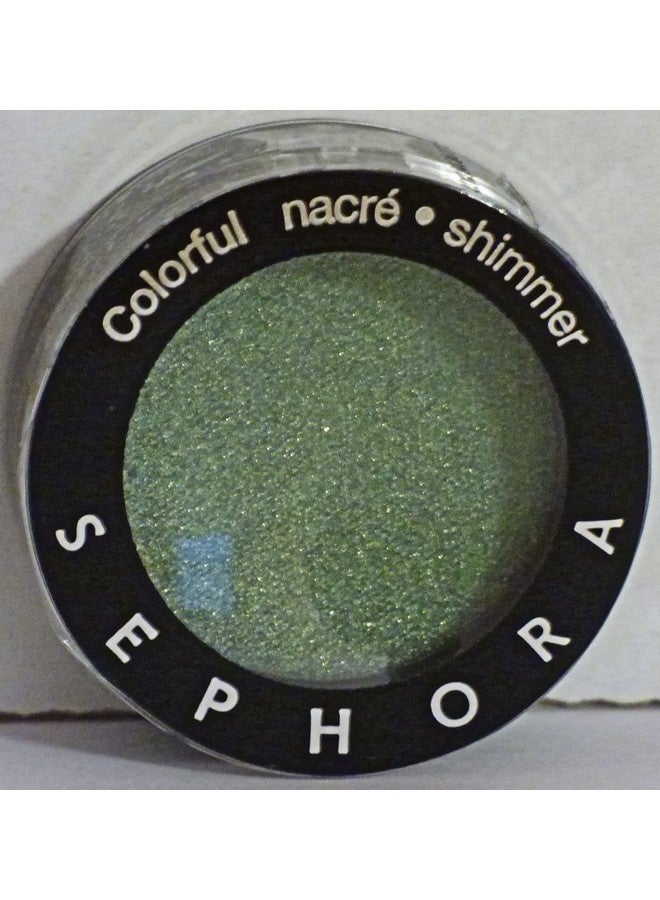 Colorful nacré • shimmer
SEPHORA